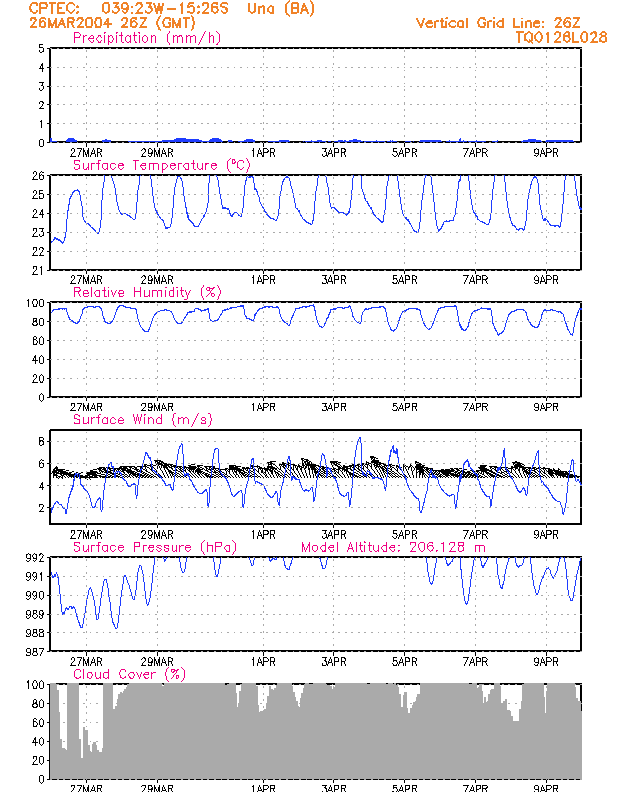 CPTEC: 039:23W-15:26S Una (BA)
26MAR2004 26Z (GMT) Vertical Grid Line: 26Z
Precipitation (mm/h) TQ0126L028
5
4
3
2
1
0
27MAR 29MAR 1APR 3APR 5APR 7APR 9APR
Surface Temperature (°C)
26
25
24
23
22
21
27MAR 29MAR 1APR 3APR 5APR 7APR 9APR
Relative Humidity (%)
100
80
60
40
20
0
27MAR 29MAR 1APR 3APR 5APR 7APR 9APR
Surface Wind (m/s)
8
6
4
2
27MAR 29MAR 1APR 3APR 5APR 7APR 9APR
Surface Pressure (hPa) Model Altitude: 206.128 m
992
991
990
989
988
987
27MAR 29MAR 1APR 3APR 5APR 7APR 9APR
Cloud Cover (%)
100
80
60
40
20
0
27MAR 29MAR 1APR 3APR 5APR 7APR 9APR